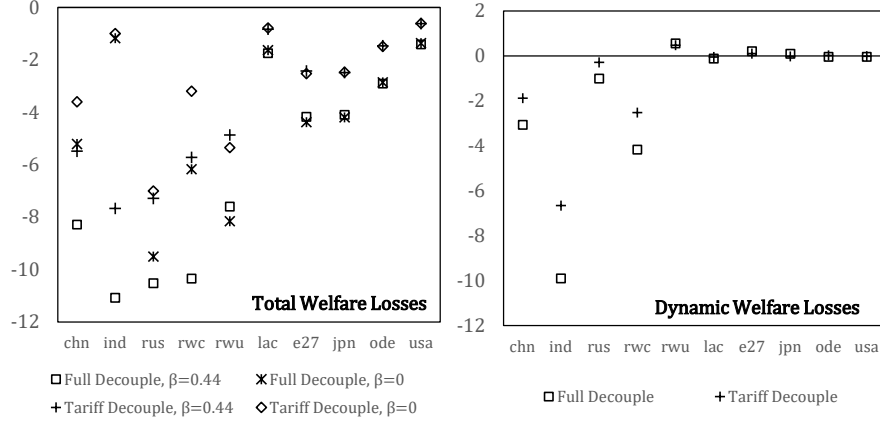 0
-2
-4
-6
-8
-10
-12
Total Welfare Losses
chn ind rus rwc rwu lac e27 jpn ode usa
Full Decouple, β=0.44 Full Decouple, β=0
Tariff Decouple, β=0.44 Tariff Decouple, β=0
2
0
-2
-4
-6
-8
-10
-12
Dynamic Welfare Losses
chn ind rus rwc rwu lac e27 jpn ode usa
Full Decouple Tariff Decouple